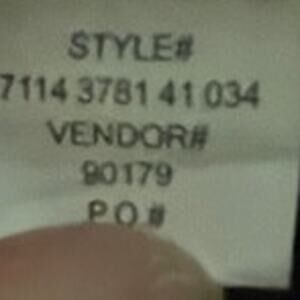 STYLE#
7114 3781 41 034
VENDOR#
90179
P O #